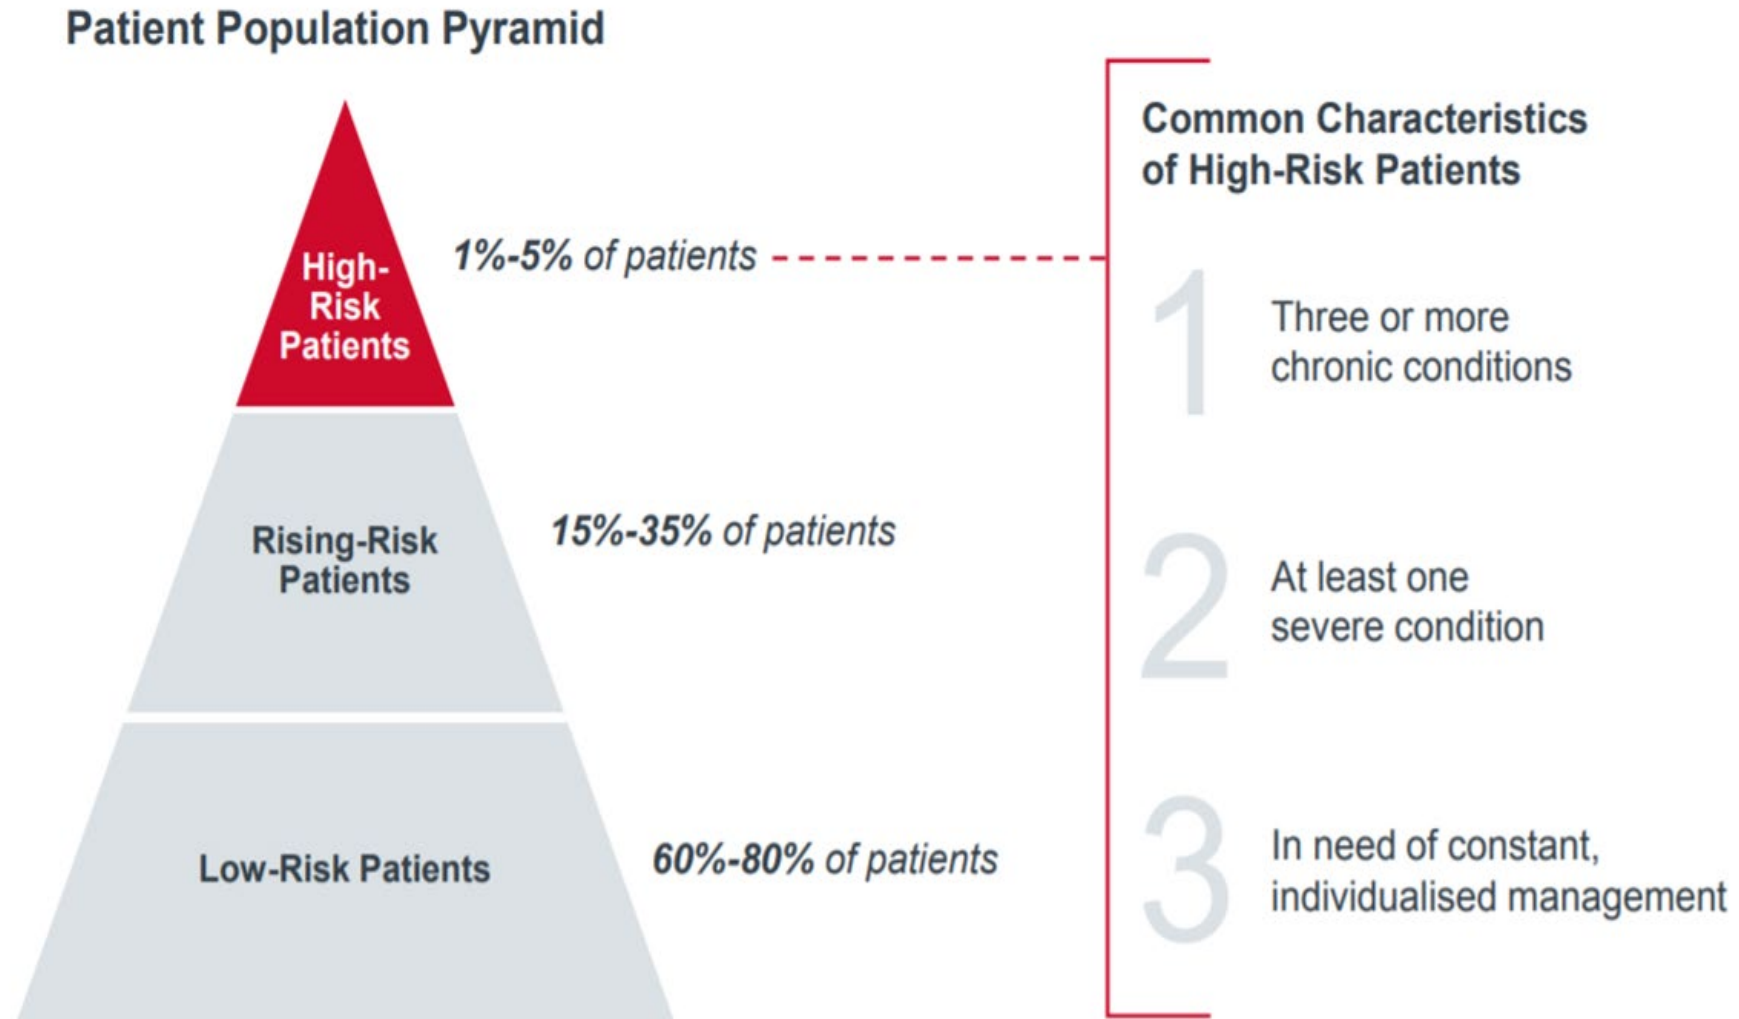 Patient Population Pyramid
High-
Risk
Patients
1%-5% of patients
Rising-Risk
Patients
15%-35% of patients
Low-Risk Patients
60%-80% of patients
Common Characteristics
of High-Risk Patients
1
Three or more
chronic conditions
2
At least one
severe condition
3
In need of constant,
individualised management